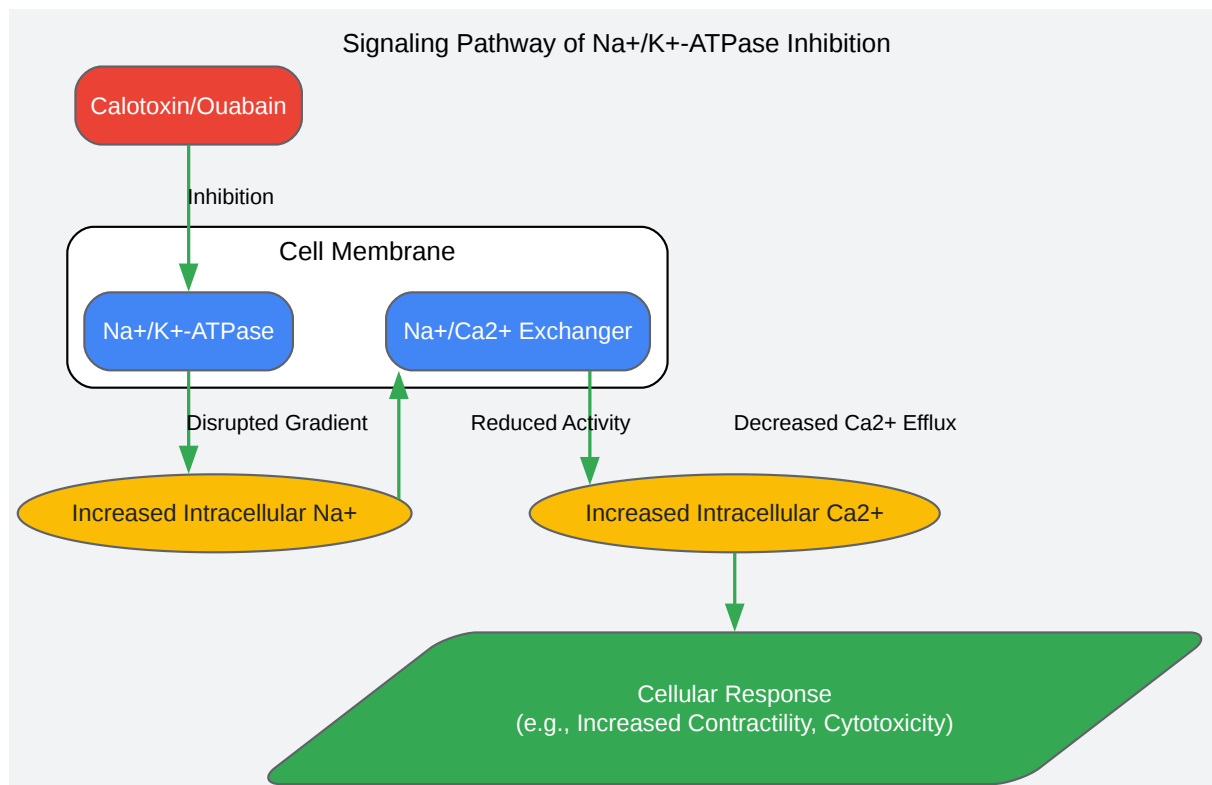 Signaling Pathway of Na+/K+-ATPase Inhibition
Calotoxin/Ouabain
Inhibition
Cell Membrane
Na+/K+-ATPase
Na+/Ca2+ Exchanger
Disrupted Gradient
Reduced Activity
Decreased Ca2+ Efflux
Increased Intracellular Na+
Increased Intracellular Ca2+
Cellular Response
(e.g., Increased Contractility, Cytotoxicity)